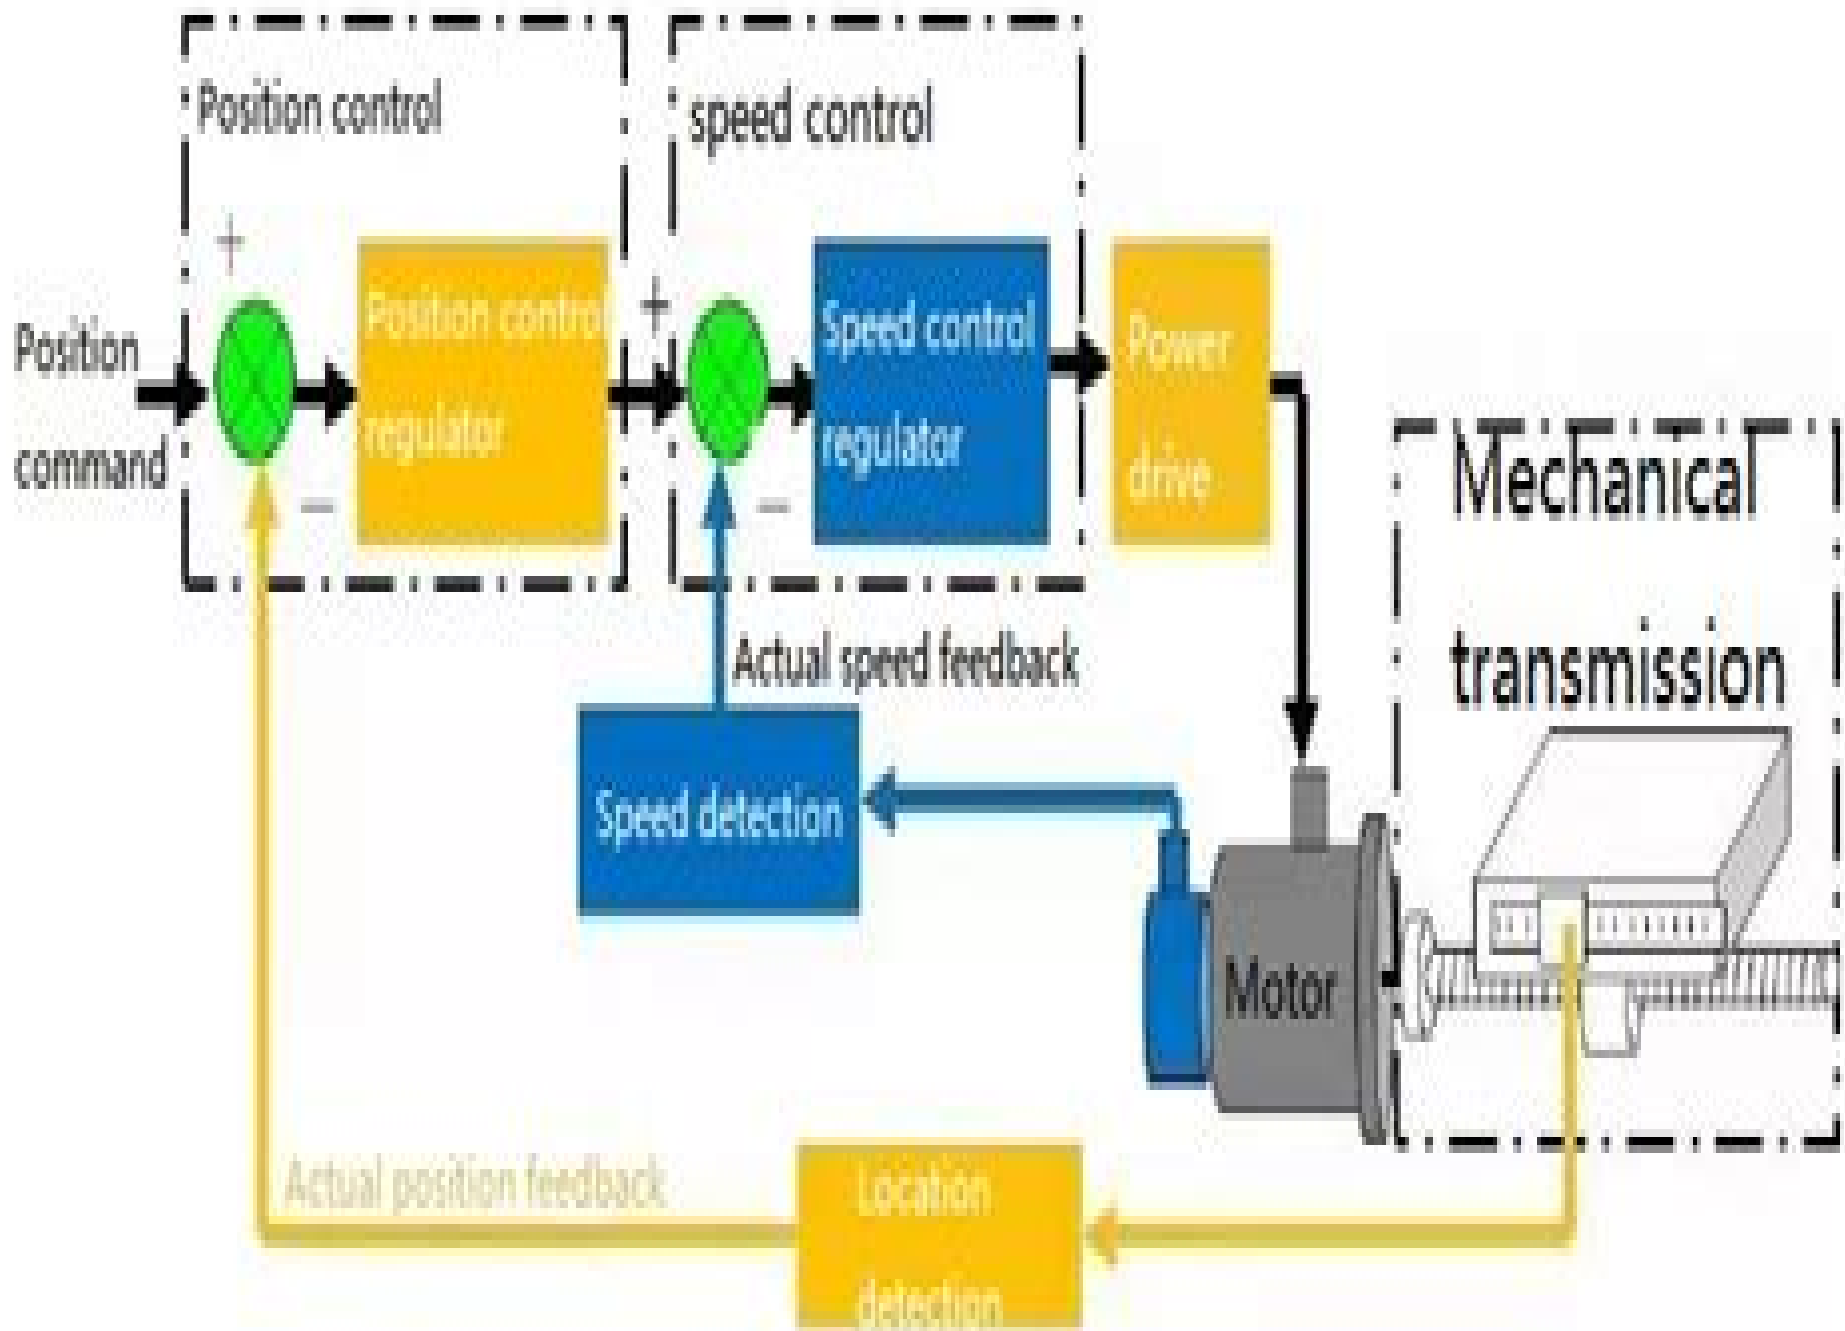 Position control
speed control
+
+
Position
command
Position control
regulator
Speed control
regulator
Power
drive
−
−
Mechanical
transmission
Actual speed feedback
Speed detection
Motor
Actual position feedback
Location
detection